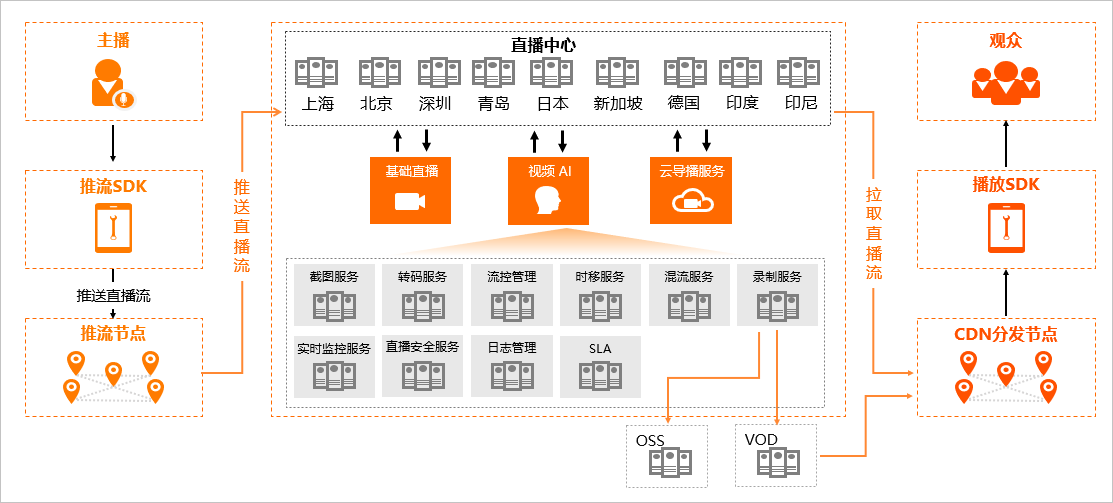 主播
推流SDK
推送直播流
推流节点
推送直播流
直播中心
上海 北京 深圳 青岛 日本 新加坡 德国 印度 印尼
基础直播 视频 AI 云导播服务
截图服务 转码服务 流控管理 时移服务 混流服务 录制服务
实时监控服务 直播安全服务 日志管理 SLA
OSS VOD
拉取直播流
观众
播放SDK
CDN分发节点